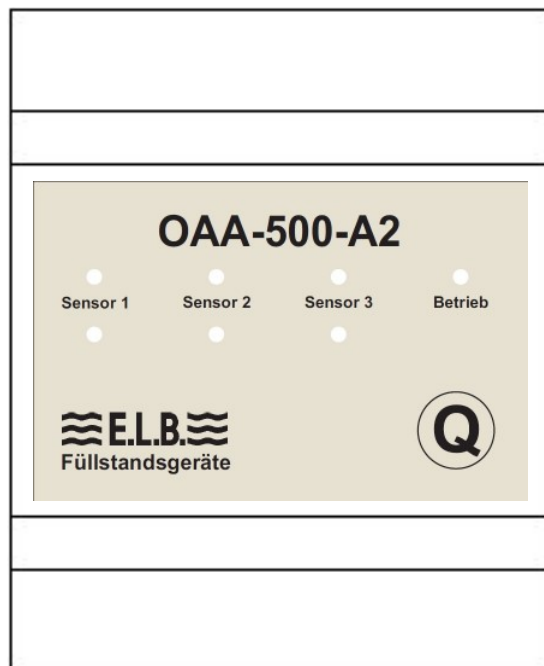 OAA-500-A2
Sensor 1 Sensor 2 Sensor 3 Betrieb
E.L.B.
Füllstandsgeräte
Q